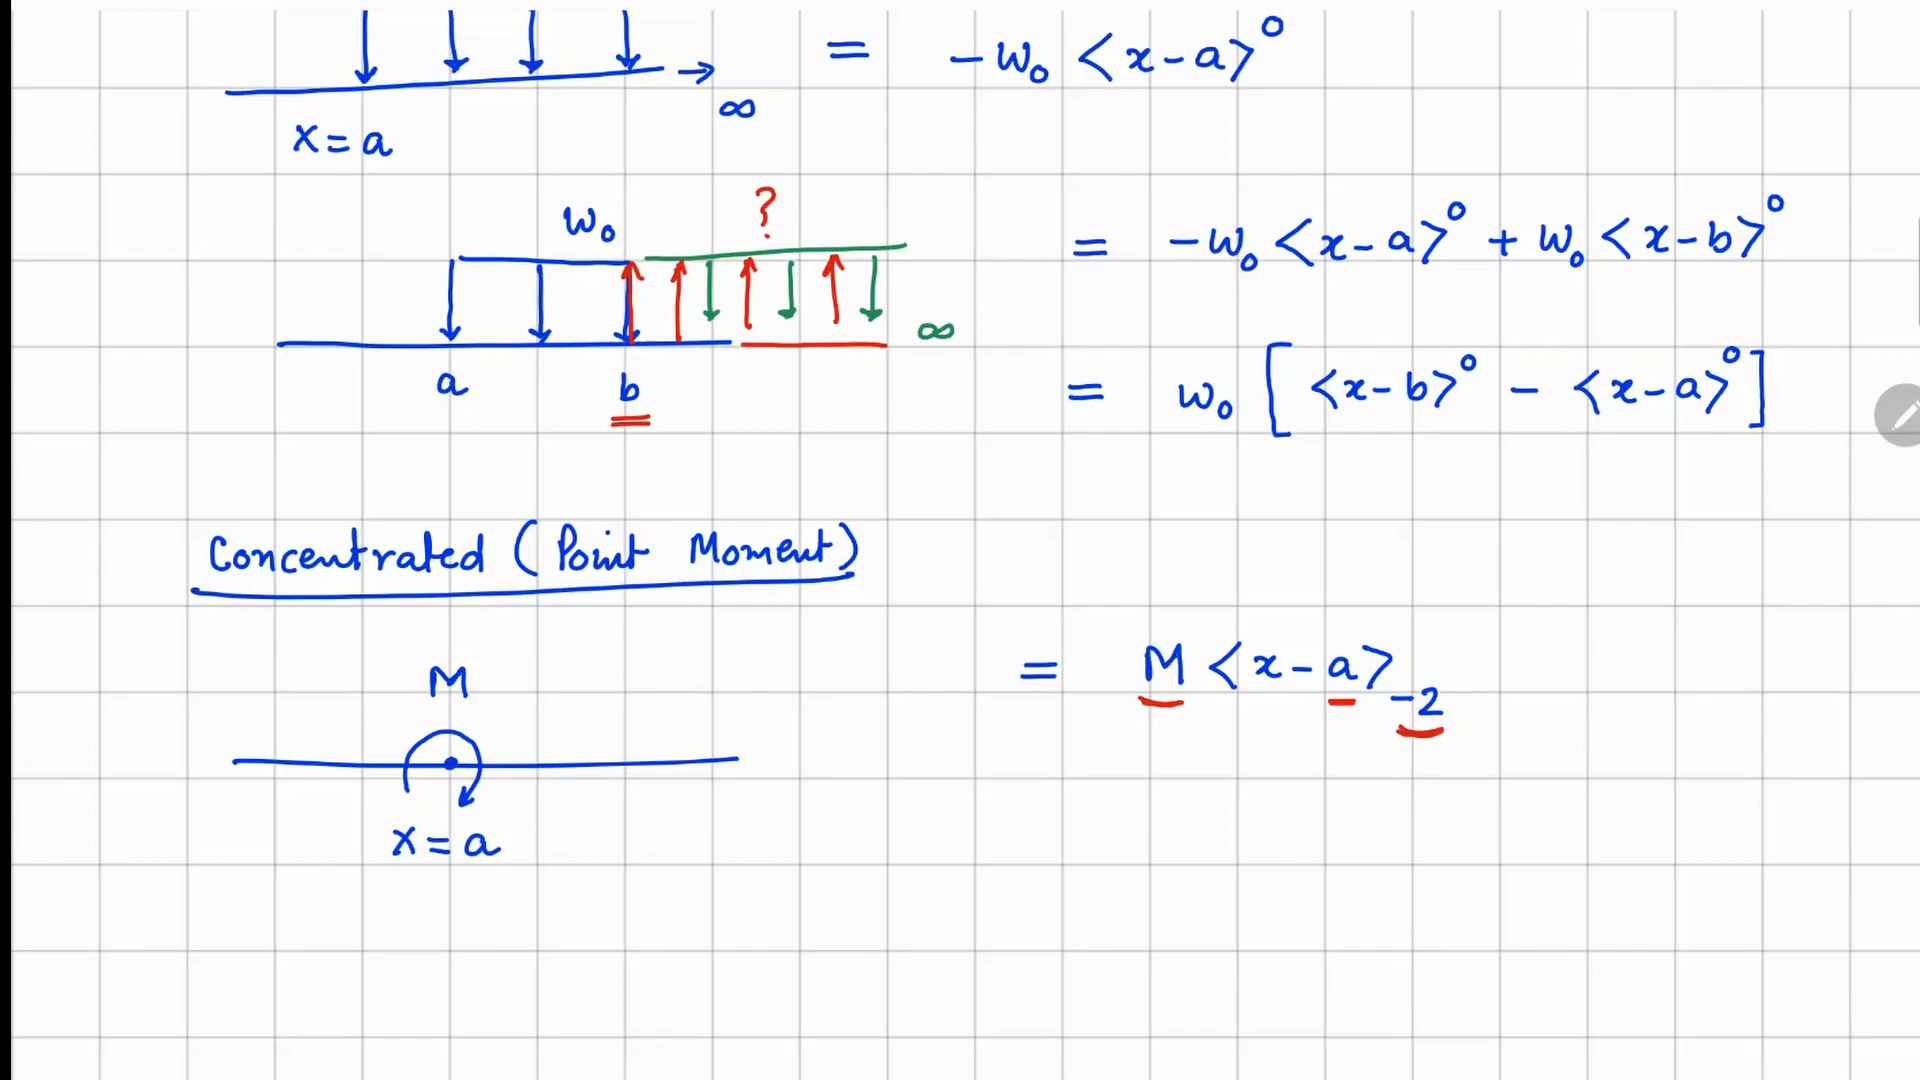 = -w₀ <x-a>⁰
∞
x=a
w₀ ?
= -w₀ <x-a>⁰ + w₀ <x-b>⁰
∞
a b
= w₀ [ <x-b>⁰ - <x-a>⁰ ]
Concentrated (Point Moment)
M
= M <x-a>₋₂
x=a